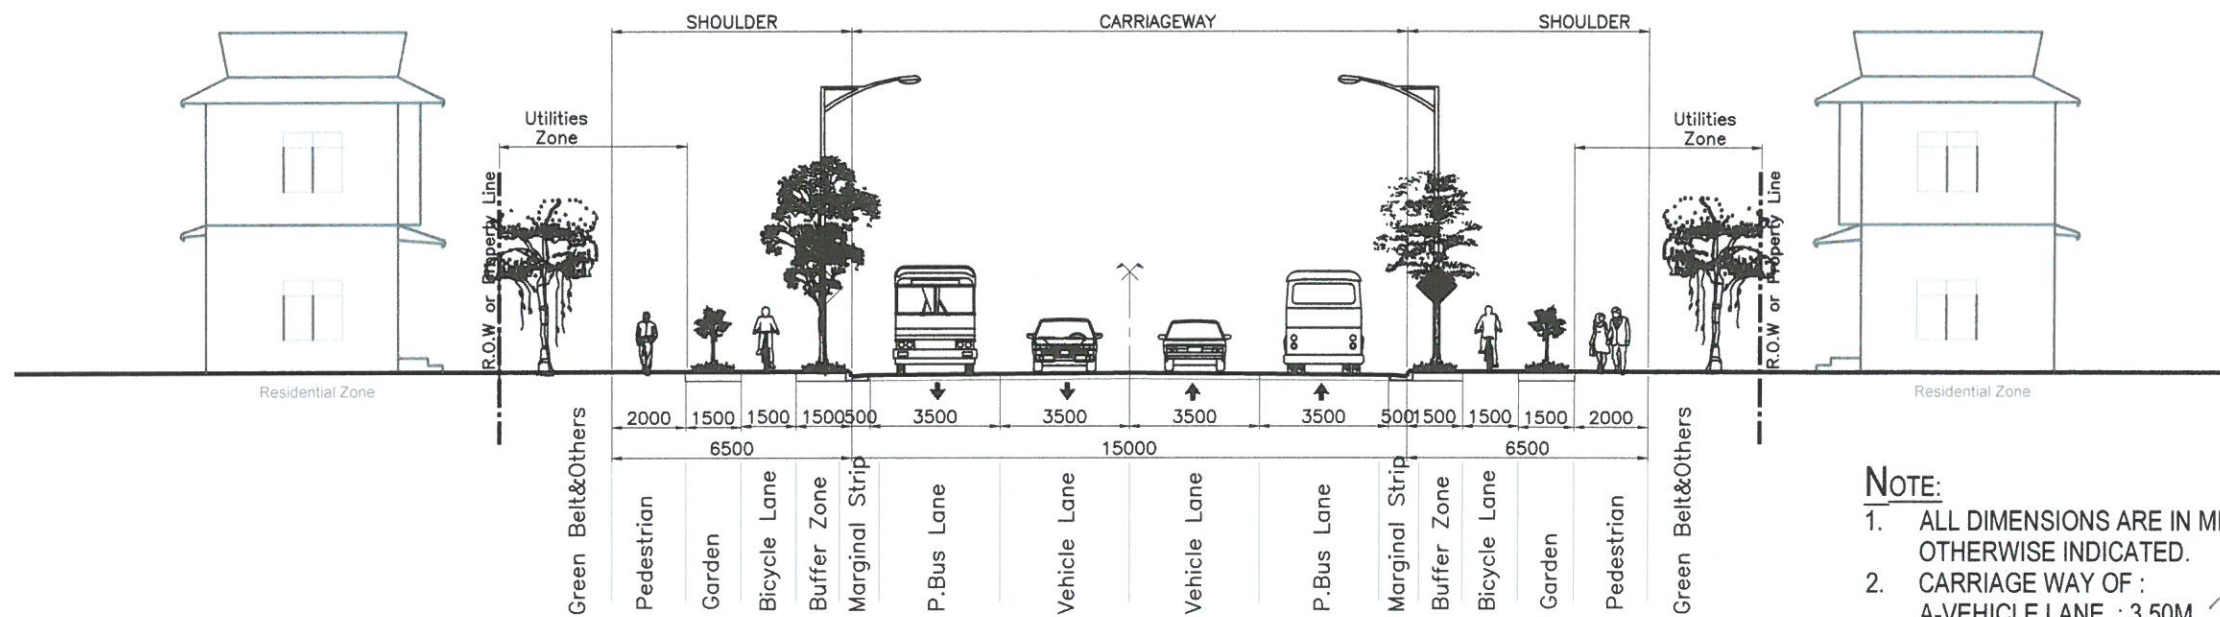 SHOULDER
CARRIAGEWAY
SHOULDER
Utilities
Zone
Utilities
Zone
R.O.W or Property Line
R.O.W or Property Line
Residential Zone
Residential Zone
2000
1500
1500
1500
500
3500
3500
3500
3500
500
1500
1500
1500
2000
6500
15000
6500
Green Belt&Others
Pedestrian
Garden
Bicycle Lane
Buffer Zone
Marginal Strip
P.Bus Lane
Vehicle Lane
Vehicle Lane
P.Bus Lane
Marginal Strip
Buffer Zone
Bicycle Lane
Garden
Pedestrian
Green Belt&Others
NOTE:
1. ALL DIMENSIONS ARE IN
OTHERWISE INDICATED.
2. CARRIAGE WAY OF :
A-VEHICLE LANE : 3.50M